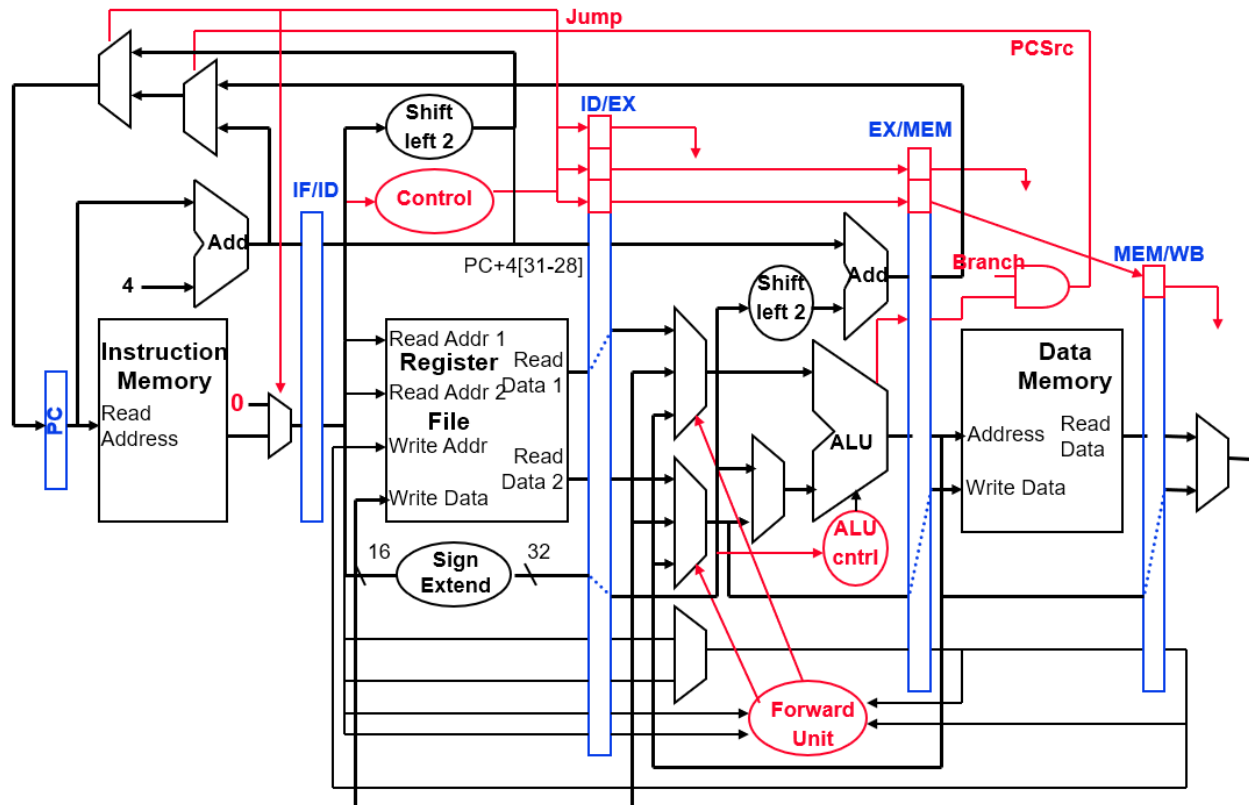 Jump
PCSrc
ID/EX
Shift
left 2
EX/MEM
IF/ID
Control
Add
PC+4[31-28]
MEM/WB
Branch
Add
4
Shift
left 2
Instruction
Memory
Read
Address
PC
0
Read Addr 1
Register
Read
Data 1
Read Addr 2
File
Write Addr
Read
Data 2
Write Data
ALU
Data
Memory
Address
Read
Data
Write Data
16
Sign
Extend
32
ALU
cntrl
Forward
Unit